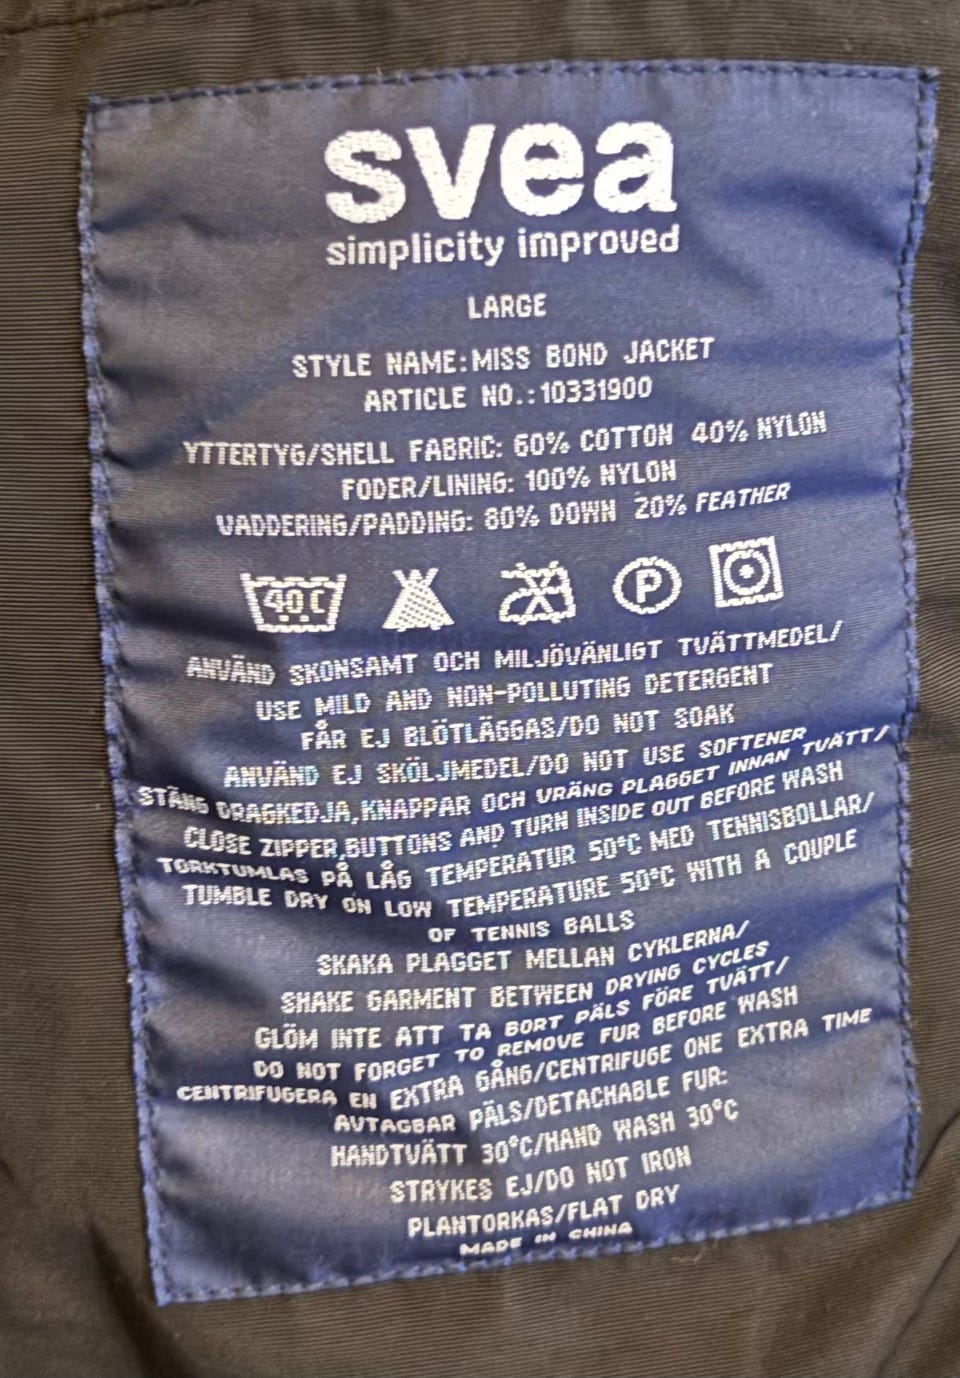 svea
simplicity improved
LARGE
STYLE NAME:MISS BOND JACKET
ARTICLE NO.:10331900
YTTERTYG/SHELL FABRIC: 60% COTTON 40% NYLON
FODER/LINING: 100% NYLON
VADDERING/PADDING: 80% DOWN 20% FEATHER
40C P
ANVÄND SKONSAMT OCH MILJÖVÄNLIGT TVÄTTMEDEL/
USE MILD AND NON-POLLUTING DETERGENT
FÅR EJ BLÖTLÄGGAS/DO NOT SOAK
ANVÄND EJ SKÖLJMEDEL/DO NOT USE SOFTENER
STÄNG DRAGKEDJA,KNAPPAR OCH VRÄNG PLAGGET INNAN TVÄTT/
CLOSE ZIPPER,BUTTONS AND TURN INSIDE OUT BEFORE WASH
TORKTUMLAS PÅ LÅG TEMPERATUR 50°C MED TENNISBOLLAR/
TUMBLE DRY ON LOW TEMPERATURE 50°C WITH A COUPLE
OF TENNIS BALLS
SKAKA PLAGGET MELLAN CYKLERNA/
SHAKE GARMENT BETWEEN DRYING CYCLES
GLÖM INTE ATT TA BORT PÄLS FÖRE TVÄTT/
DO NOT FORGET TO REMOVE FUR BEFORE WASH
CENTRIFUGERA EN EXTRA GÅNG/CENTRIFUGE ONE EXTRA TIME
AVTAGBAR PÄLS/DETACHABLE FUR:
HANDTVÄTT 30°C/HAND WASH 30°C
STRYKES EJ/DO NOT IRON
PLANTORKAS/FLAT DRY
MADE IN CHINA